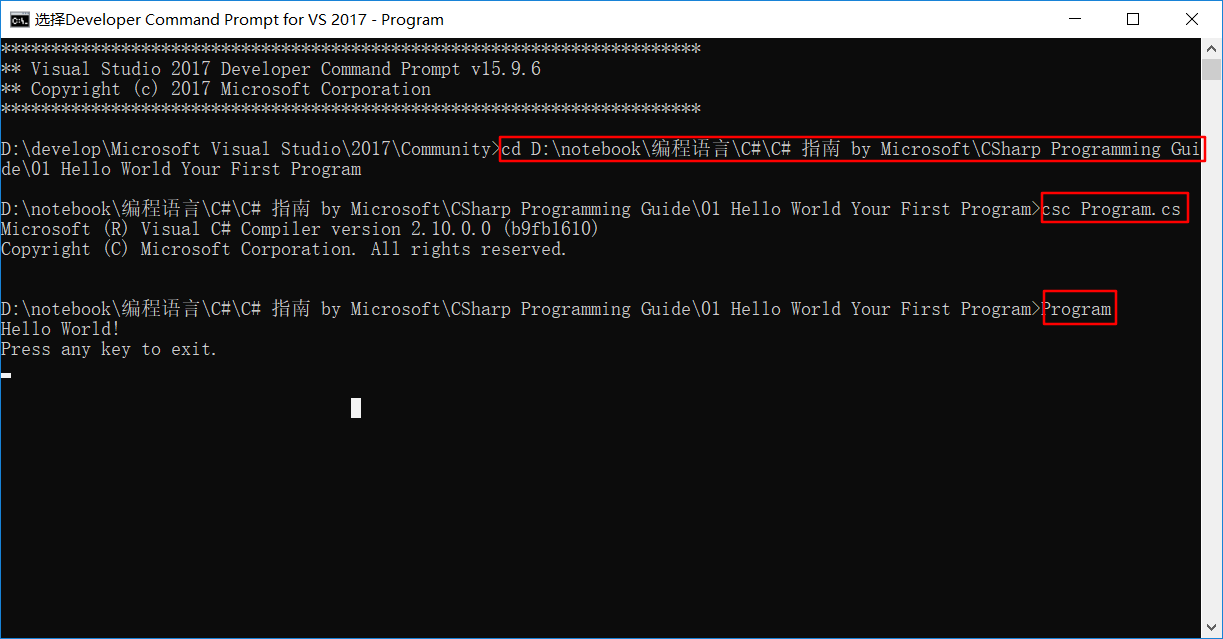 选择Developer Command Prompt for VS 2017 - Program
**********************************************************************
** Visual Studio 2017 Developer Command Prompt v15.9.6
** Copyright (c) 2017 Microsoft Corporation
**********************************************************************
D:\develop\Microsoft Visual Studio\2017\Community>cd D:\notebook\编程语言\C#\C# 指南 by Microsoft\CSharp Programming Gui
de\01 Hello World Your First Program
D:\notebook\编程语言\C#\C# 指南 by Microsoft\CSharp Programming Guide\01 Hello World Your First Program>csc Program.cs
Microsoft (R) Visual C# Compiler version 2.10.0.0 (b9fb1610)
Copyright (C) Microsoft Corporation. All rights reserved.
D:\notebook\编程语言\C#\C# 指南 by Microsoft\CSharp Programming Guide\01 Hello World Your First Program>Program
Hello World!
Press any key to exit.